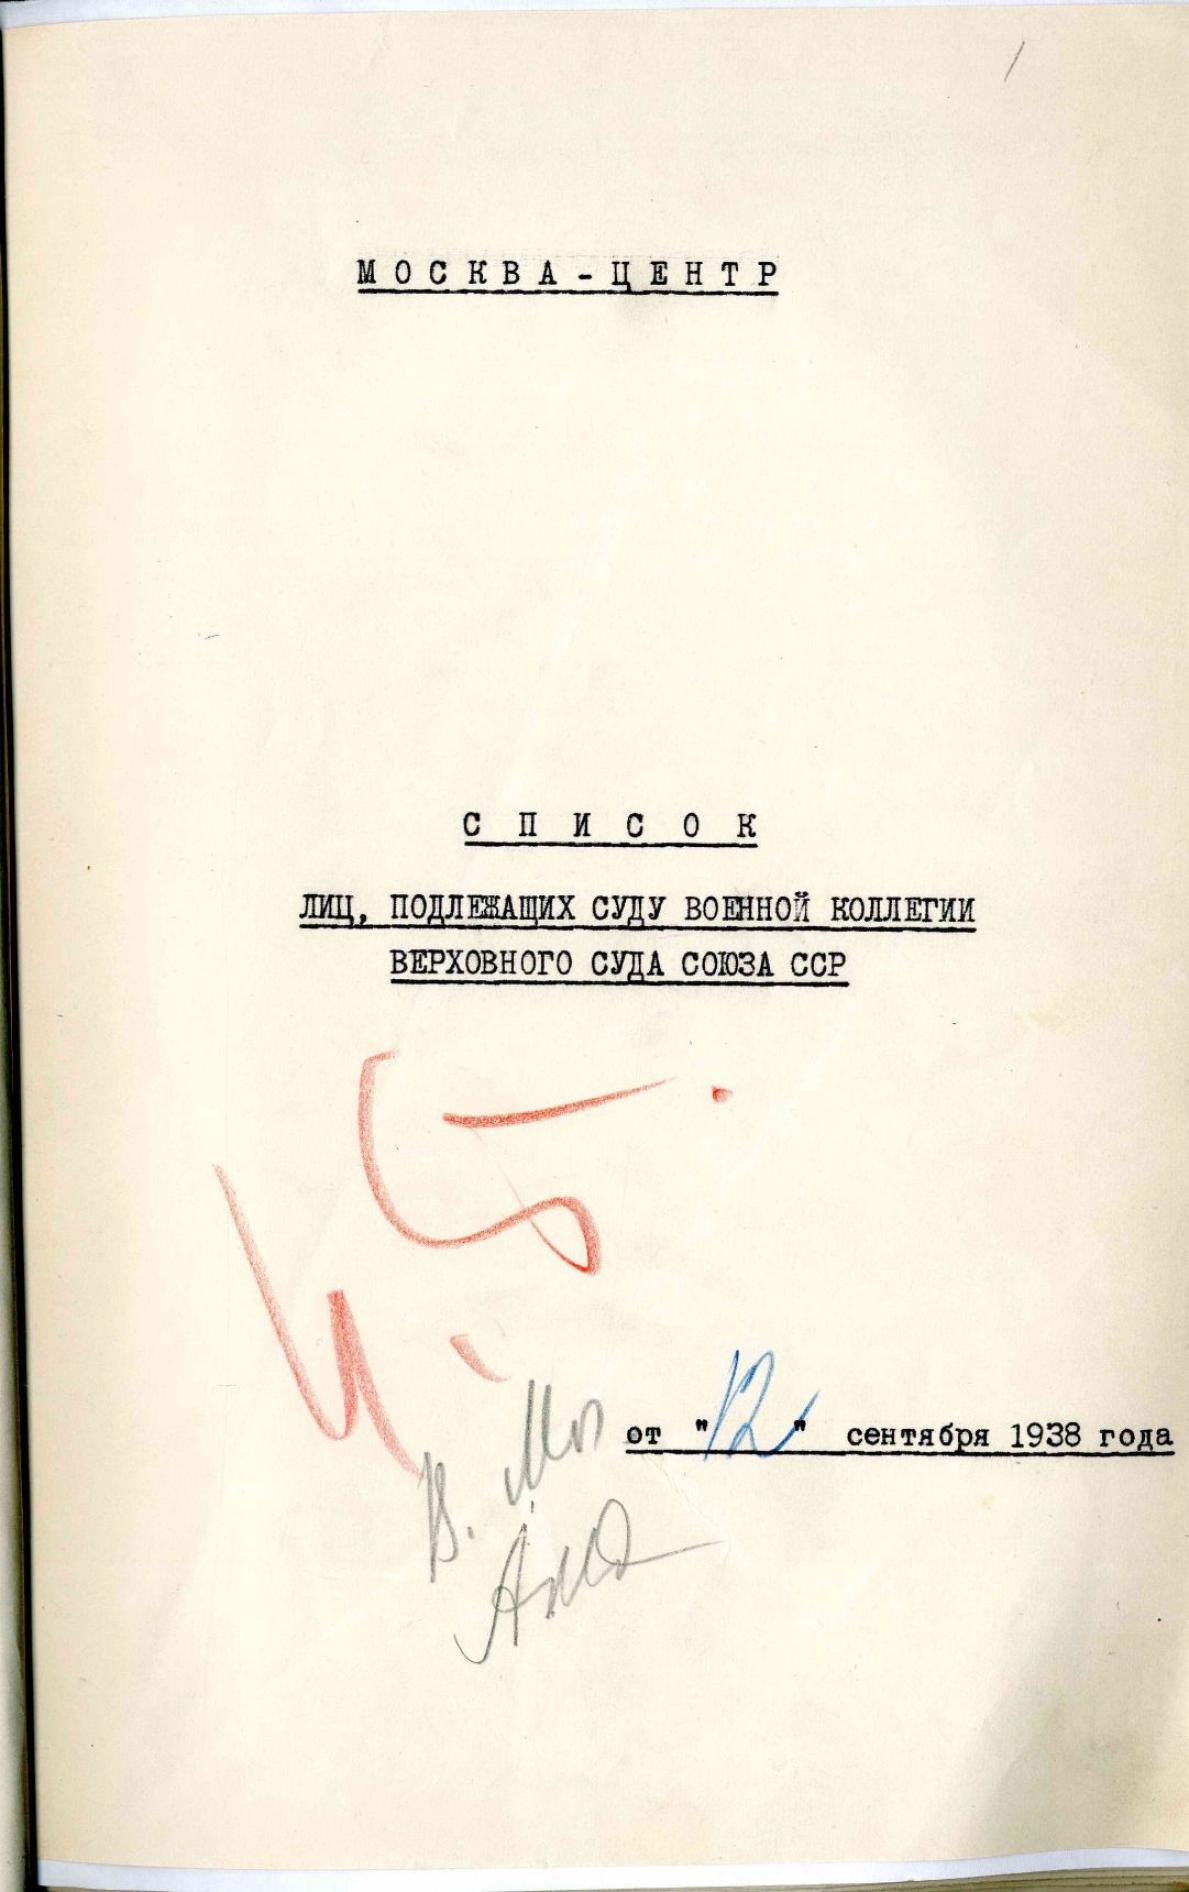 МОСКВА-ЦЕНТР
СПИСОК
ЛИЦ, ПОДЛЕЖАЩИХ СУДУ ВОЕННОЙ КОЛЛЕГИИ
ВЕРХОВНОГО СУДА СОЮЗА ССР
от "12" сентября 1938 года